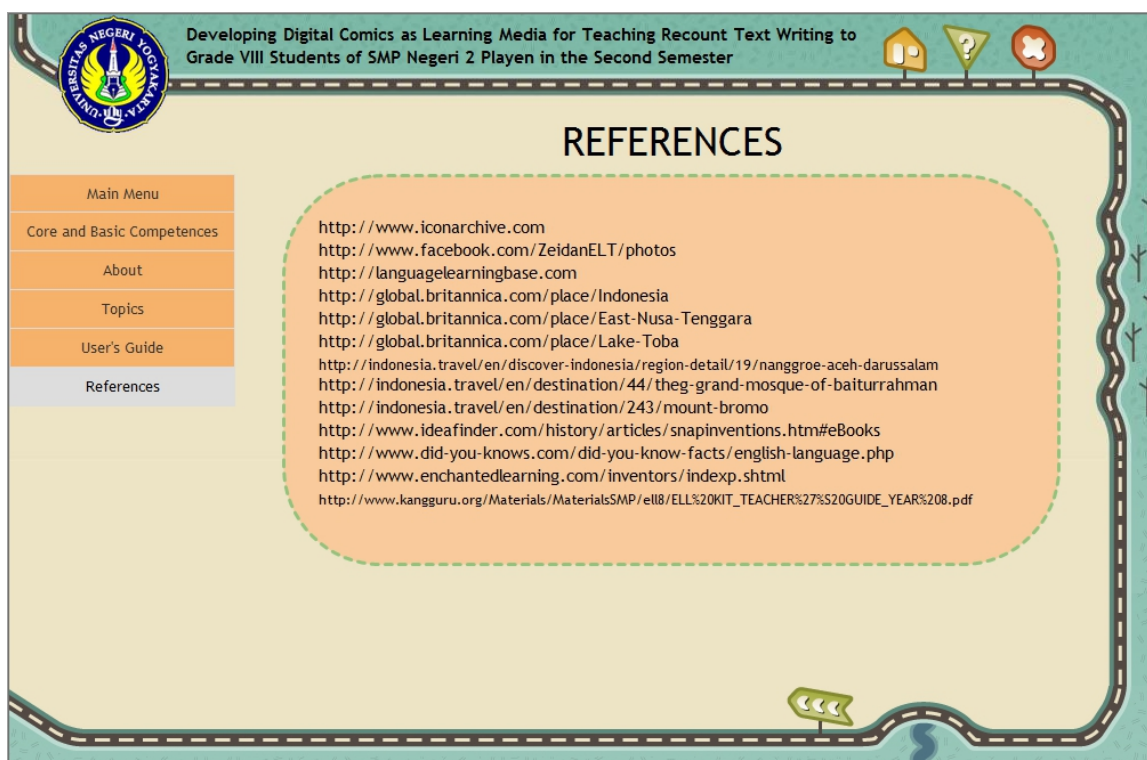 UNIVERSITAS NEGERI YOGYAKARTA
Developing Digital Comics as Learning Media for Teaching Recount Text Writing to
Grade VIII Students of SMP Negeri 2 Playen in the Second Semester
?
REFERENCES
Main Menu
Core and Basic Competences
About
Topics
User's Guide
References
http://www.iconarchive.com
http://www.facebook.com/ZeidanELT/photos
http://languagelearningbase.com
http://global.britannica.com/place/Indonesia
http://global.britannica.com/place/East-Nusa-Tenggara
http://global.britannica.com/place/Lake-Toba
http://indonesia.travel/en/discover-indonesia/region-detail/19/nanggroe-aceh-darussalam
http://indonesia.travel/en/destination/44/theg-grand-mosque-of-baiturrahman
http://indonesia.travel/en/destination/243/mount-bromo
http://www.ideafinder.com/history/articles/snapinventions.htm#eBooks
http://www.did-you-knows.com/did-you-know-facts/english-language.php
http://www.enchantedlearning.com/inventors/indexp.shtml
http://www.kangguru.org/Materials/MaterialsSMP/ell8/ELL%20KIT_TEACHER%27%S20GUIDE_YEAR%208.pdf